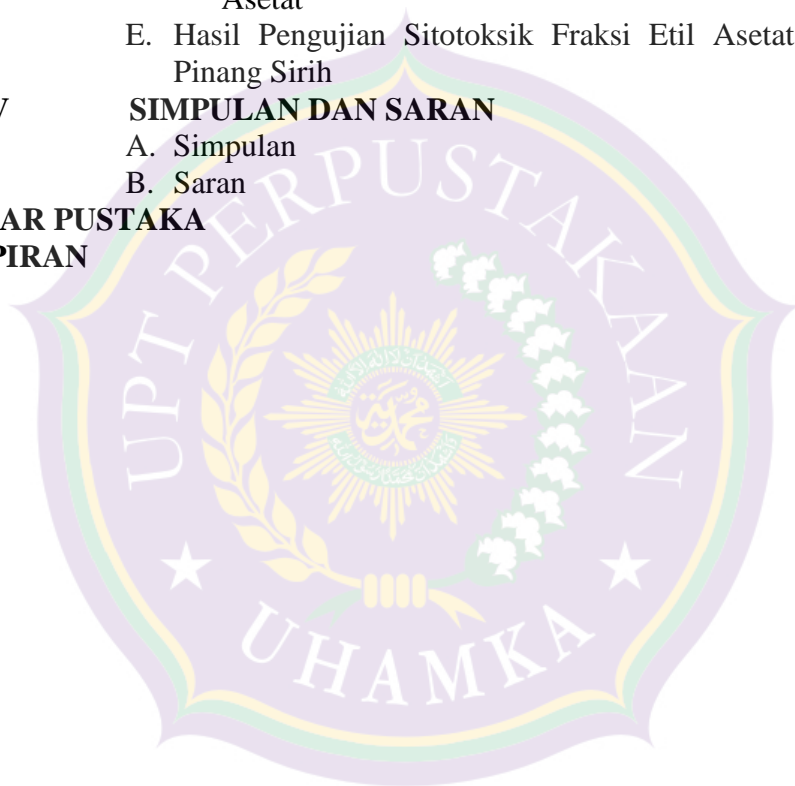 Asetat
E. Hasil Pengujian Sitotoksik Fraksi Etil Asetat
Pinang Sirih
SIMPULAN DAN SARAN
A. Simpulan
B. Saran
AR PUSTAKA
PIRAN
UPT PERPUSTAKAAN
UHAMKA